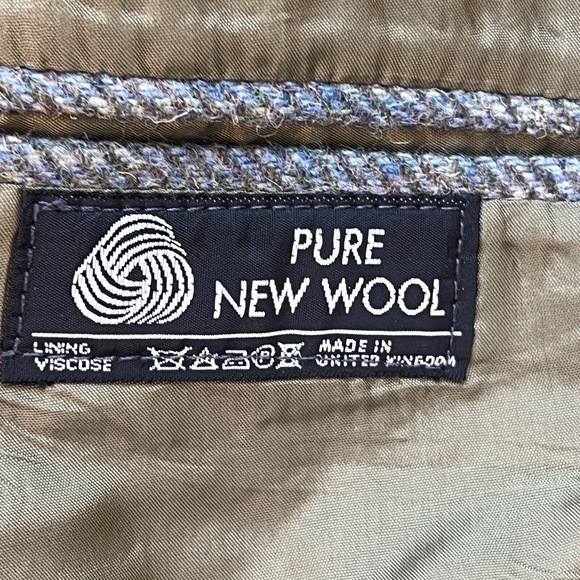 PURE
NEW WOOL
LINING
VISCOSE
MADE IN
UNITED KINGDOM